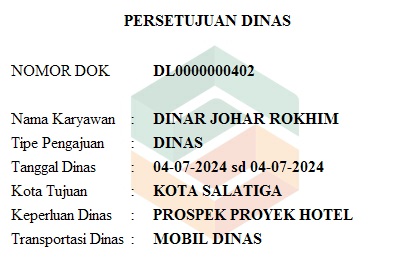 PERSETUJUAN DINAS
NOMOR DOK DL0000000402
Nama Karyawan : DINAR JOHAR ROKHIM
Tipe Pengajuan : DINAS
Tanggal Dinas : 04-07-2024 sd 04-07-2024
Kota Tujuan : KOTA SALATIGA
Keperluan Dinas : PROSPEK PROYEK HOTEL
Transportasi Dinas : MOBIL DINAS